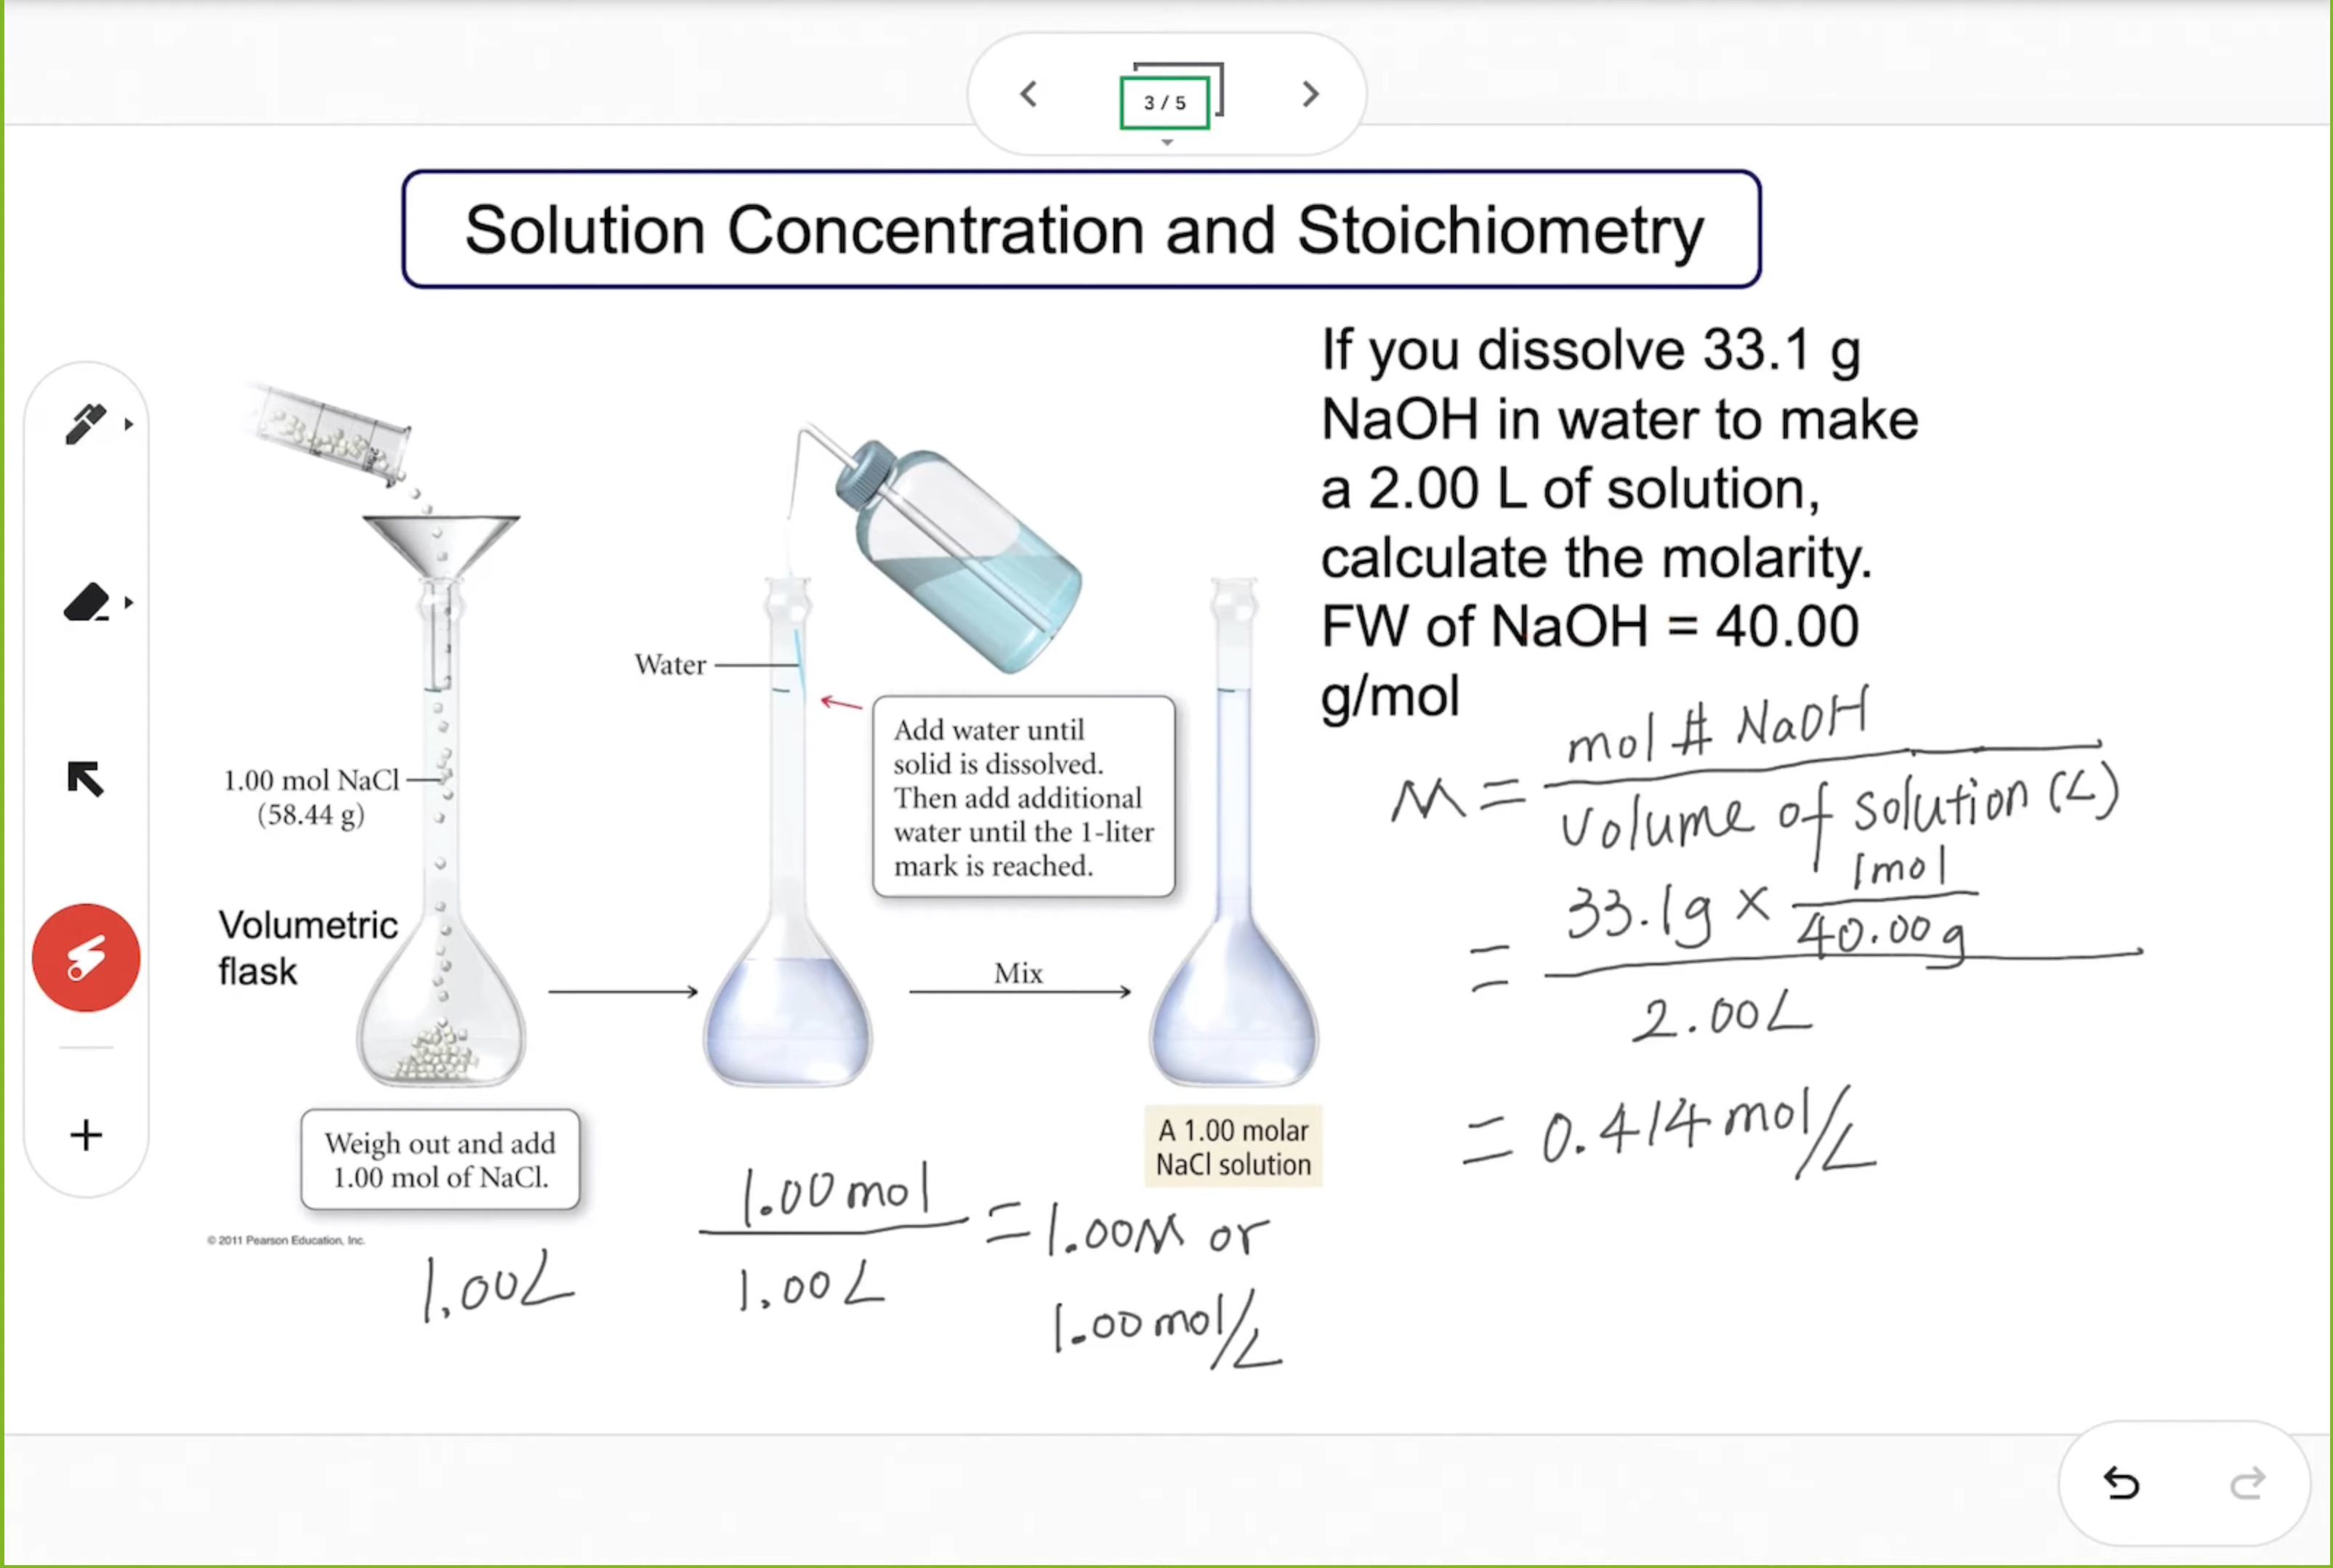 3 / 5
Solution Concentration and Stoichiometry
If you dissolve 33.1 g
NaOH in water to make
a 2.00 L of solution,
calculate the molarity.
FW of NaOH = 40.00
g/mol
Water
Add water until
solid is dissolved.
Then add additional
water until the 1-liter
mark is reached.
1.00 mol NaCl
(58.44 g)
Volumetric
flask
Mix
Weigh out and add
1.00 mol of NaCl.
A 1.00 molar
NaCl solution
© 2011 Pearson Education, Inc.
1.00L
1.00 mol
1.00 L
= 1.00M or
1.00 mol/L
mol # NaOH
M =
Volume of solution (L)
1mol
33.1g ×
40.00g
=
2.00L
= 0.414 mol/L